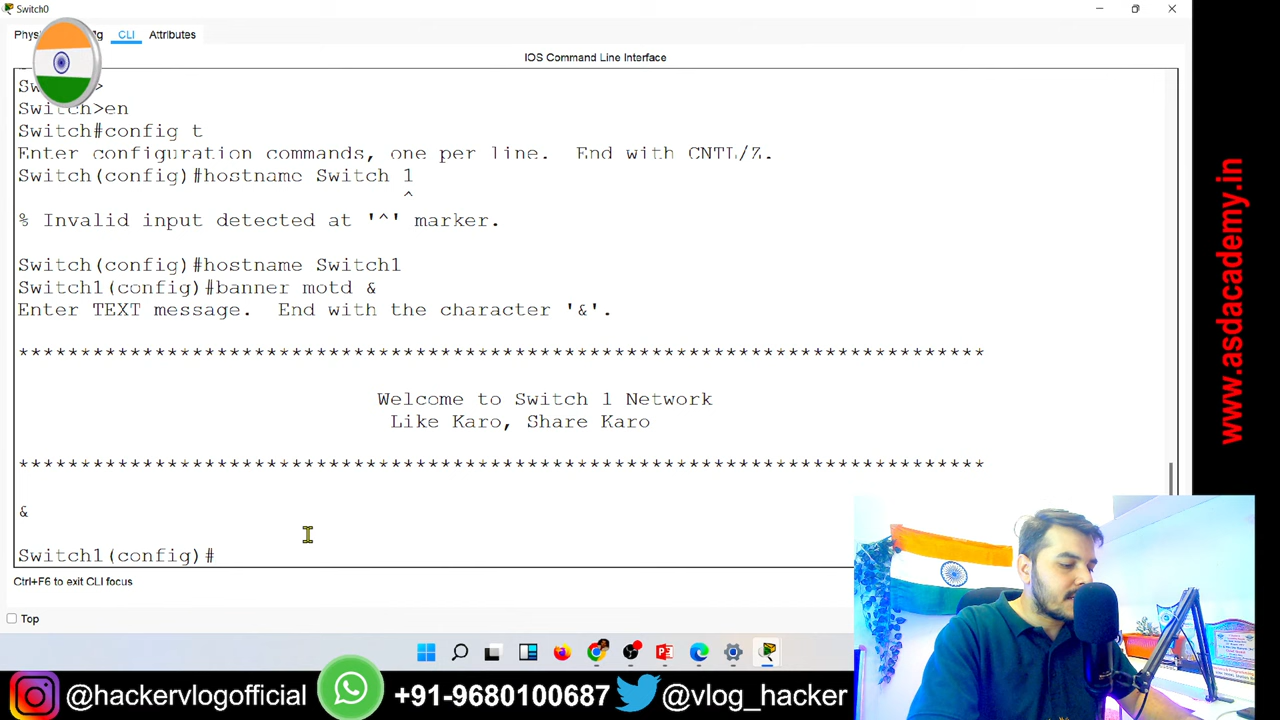 Switch0
CLI
Attributes
IOS Command Line Interface
Switch>en
Switch#config t
Enter configuration commands, one per line.  End with CNTL/Z.
Switch(config)#hostname Switch 1
^
% Invalid input detected at '^' marker.
Switch(config)#hostname Switch1
Switch1(config)#banner motd &
Enter TEXT message.  End with the character '&'.
******************************************************************************
Welcome to Switch 1 Network
Like Karo, Share Karo
******************************************************************************
&
Switch1(config)#
Ctrl+F6 to exit CLI focus
Top
www.asdacademy.in
@hackervlogofficial
+91-9680100687
@vlog_hacker